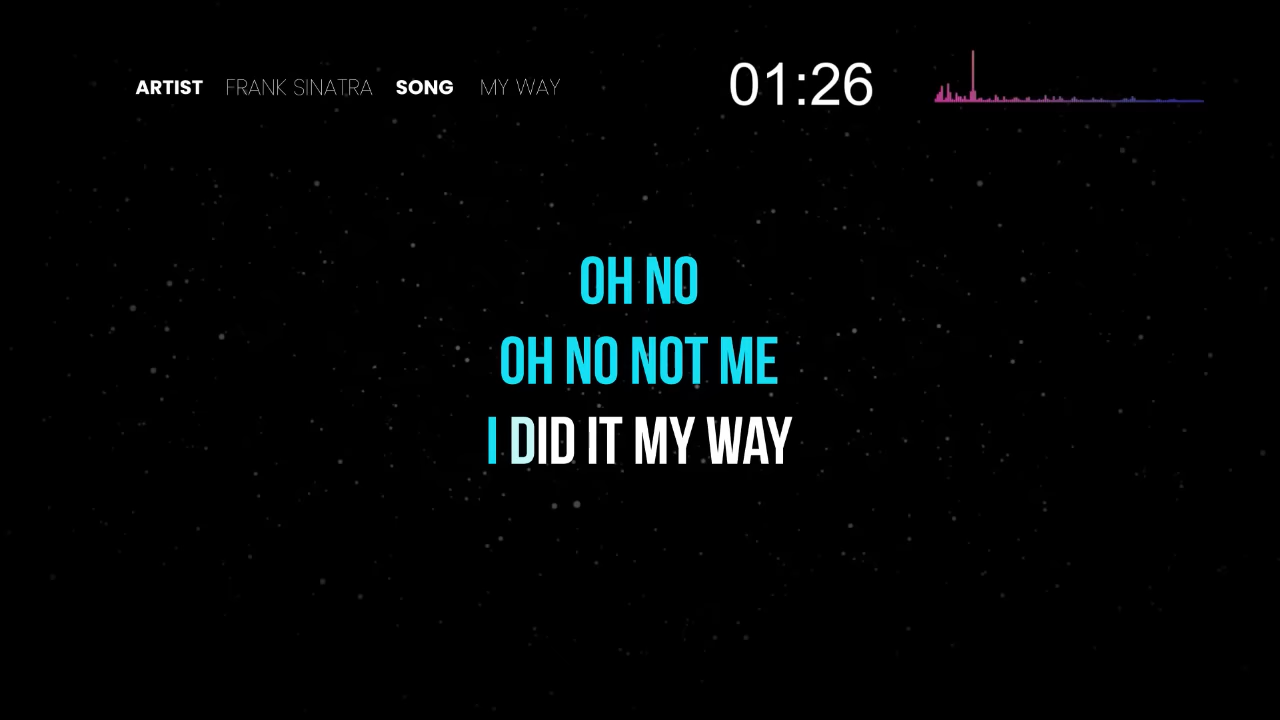 ARTIST FRANK SINATRA SONG MY WAY 01:26
OH NO
OH NO NOT ME
I DID IT MY WAY